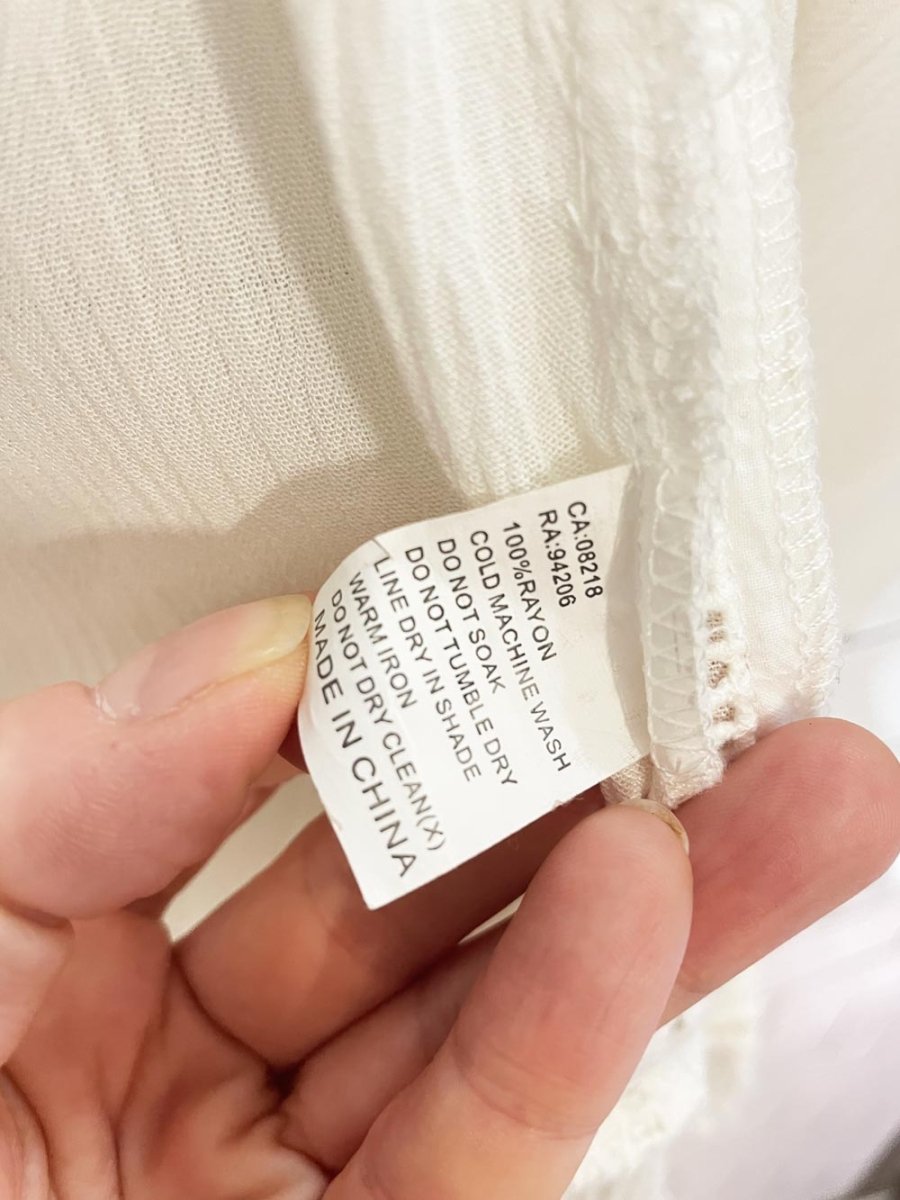 CA:08218
RA:94206
100%RAYON
COLD MACHINE WASH
DO NOT SOAK
DO NOT TUMBLE DRY
LINE DRY IN SHADE
WARM IRON
DO NOT DRY CLEAN(X)
MADE IN CHINA